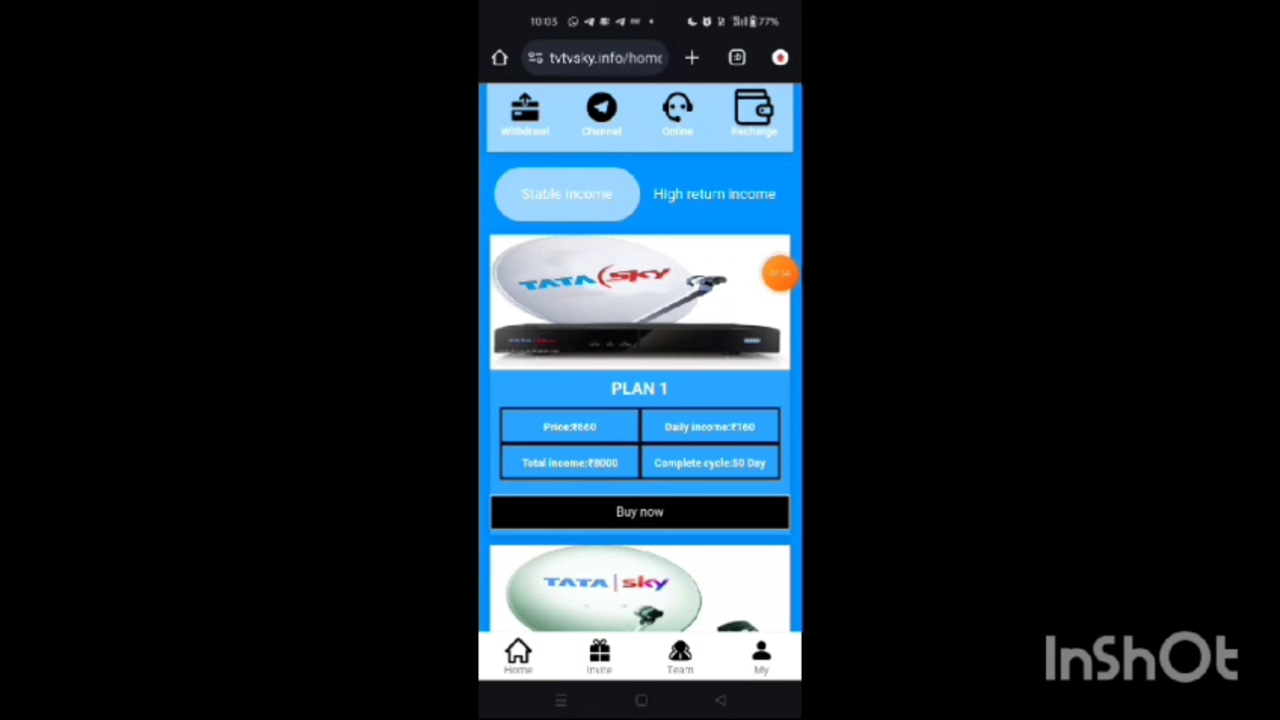 10:05
77%
tvtvsky.info/home
Withdrawl
Channel
Online
Recharge
Stable income
High return income
TATA sky
PLAN 1
Price:₹660
Daily income:₹160
Total income:₹8000
Complete cycle:50 Day
Buy now
TATA sky
Home
Invite
Team
My
InShOt